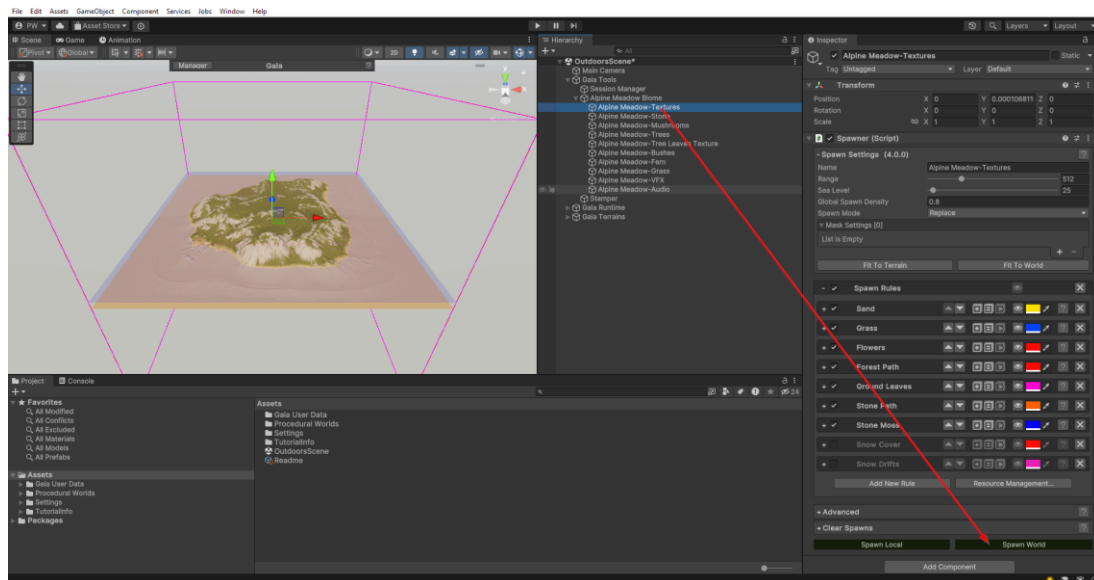 File Edit Assets GameObject Component Services Jobs Window Help
PW Asset Store Layers Layout
Scene Game Animation
Pivot Global 2D
Manager Gaia
Hierarchy
All
OutdoorsScene*
Main Camera
Gaia Tools
Session Manager
Alpine Meadow Biome
Alpine Meadow-Textures
Alpine Meadow-Stone
Alpine Meadow-Mushrooms
Alpine Meadow-Trees
Alpine Meadow-Tree Leaves Texture
Alpine Meadow-Bushes
Alpine Meadow-Fern
Alpine Meadow-Grass
Alpine Meadow-VFX
Alpine Meadow-Audio
Stamper
Gaia Runtime
Gaia Terrains
Inspector
Alpine Meadow-Textures Static
Tag Untagged Layer Default
Transform
Position X 0 Y 0.000106811 Z 0
Rotation X 0 Y 0 Z 0
Scale X 1 Y 1 Z 1
Spawner (Script)
- Spawn Settings (4.0.0)
Name Alpine Meadow-Textures
Range 512
Sea Level 25
Global Spawn Density 0.8
Spawn Mode Replace
Mask Settings [0]
List is Empty
+ -
Fit To Terrain Fit To World
- Spawn Rules
+ Sand
+ Grass
+ Flowers
+ Forest Path
+ Ground Leaves
+ Stone Path
+ Stone Moss
+ Snow Cover
+ Snow Drifts
Add New Rule Resource Management...
+ Advanced
+ Clear Spawns
Spawn Local Spawn World
Add Component
Project Console
24
Favorites
All Modified
All Conflicts
All Excluded
All Materials
All Models
All Prefabs
Assets
Gaia User Data
Procedural Worlds
Settings
TutorialInfo
Packages
Assets
Gaia User Data
Procedural Worlds
Settings
TutorialInfo
OutdoorsScene
Readme